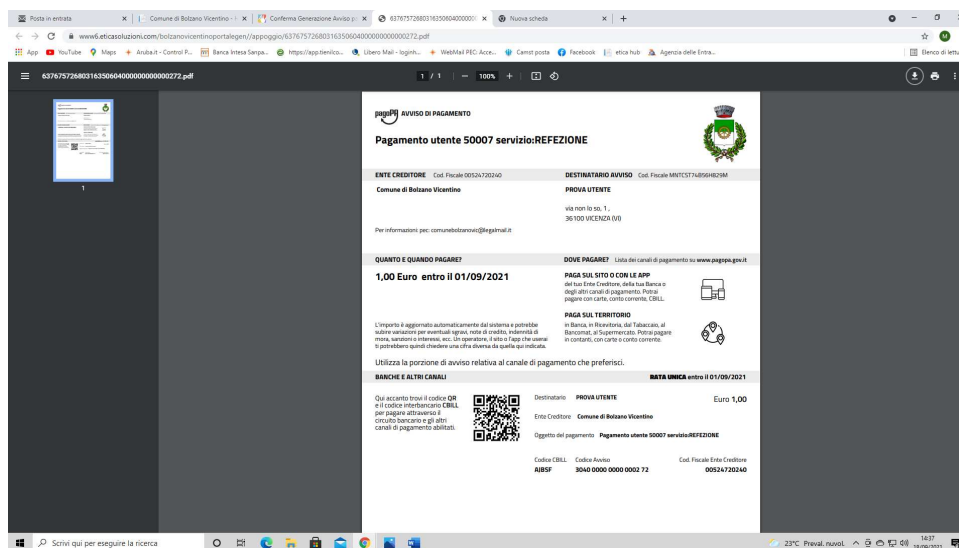 Posta in entrata
Comune di Bolzano Vicentino -
Conferma Generazione Avviso p
Nuova scheda
www6.eticasoluzioni.com/bolzanovicentinoportalegen//appoggio/
App YouTube Maps Aruba.it - Control P... Banca Intesa Sanpa... https://app.tienilco... Libero Mail - loginh... WebMail PEC: Acce... Camst posta Facebook etica hub Agenzia delle Entra... Elenco di lettu
1 / 1 100%
1
pagoPA AVVISO DI PAGAMENTO
Pagamento utente 50007 servizio:REFEZIONE
ENTE CREDITORE Cod. Fiscale 00524720240
DESTINATARIO AVVISO Cod. Fiscale MNTCST74B56H829M
Comune di Bolzano Vicentino
PROVA UTENTE
via non lo so, 1 ,
36100 VICENZA (VI)
Per informazioni: pec: comunebolzanovic@legalmail.it
QUANTO E QUANDO PAGARE?
DOVE PAGARE? Lista dei canali di pagamento su www.pagopa.gov.it
1,00 Euro entro il 01/09/2021
PAGA SUL SITO O CON LE APP
del tuo Ente Creditore, della tua Banca o
degli altri canali di pagamento. Potrai
pagare con carte, conto corrente, CBILL.
PAGA SUL TERRITORIO
in Banca, in Ricevitoria, dal Tabaccaio, al
Bancomat, al Supermercato. Potrai pagare
in contanti, con carte o conto corrente.
L'importo è aggiornato automaticamente dal sistema e potrebbe
subire variazioni per eventuali sgravi, note di credito, indennità di
mora, sanzioni o interessi, ecc. Un operatore, il sito o l'app che userai
ti potrebbero quindi chiedere una cifra diversa da quella qui indicata.
Utilizza la porzione di avviso relativa al canale di pagamento che preferisci.
BANCHE E ALTRI CANALI
RATA UNICA entro il 01/09/2021
Qui accanto trovi il codice QR
e il codice interbancario CBILL
per pagare attraverso il
circuito bancario e gli altri
canali di pagamento abilitati.
Destinatario PROVA UTENTE
Euro 1,00
Ente Creditore Comune di Bolzano Vicentino
Oggetto del pagamento Pagamento utente 50007 servizio:REFEZIONE
Codice CBILL Codice Avviso Cod. Fiscale Ente Creditore
AJBSF 3040 0000 0000 0002 72 00524720240
Scrivi qui per eseguire la ricerca
23°C Preval. nuvol.
14:37